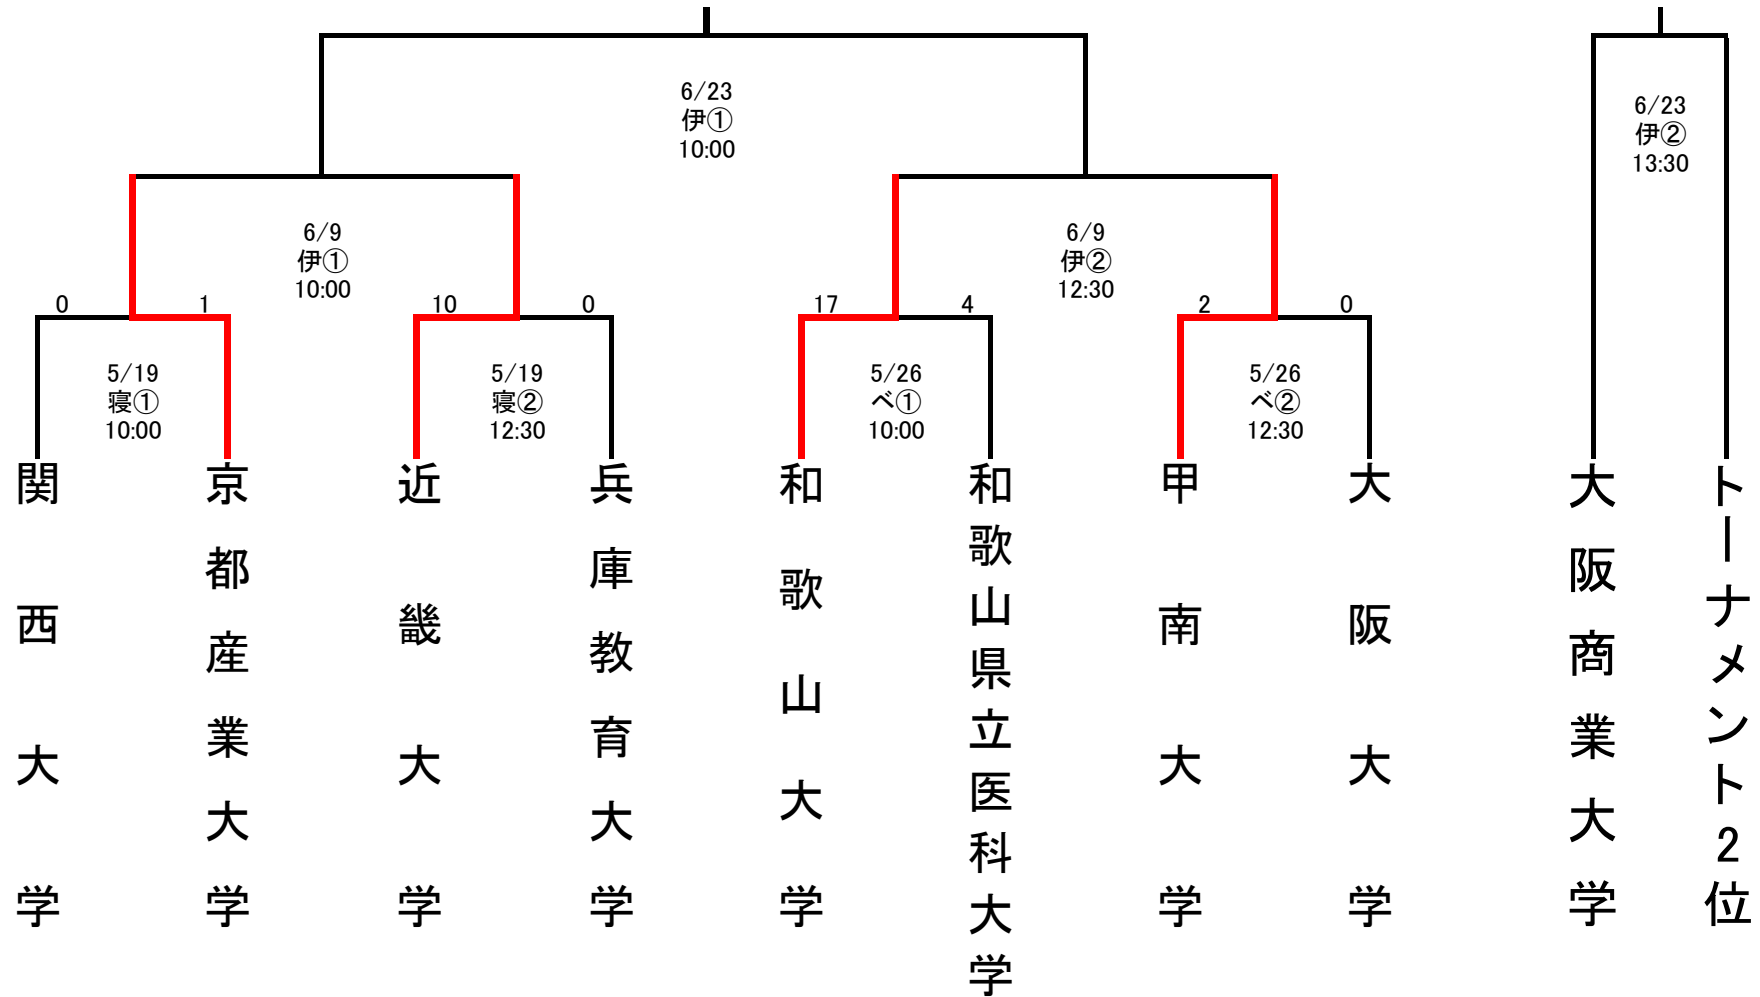 6/23
伊①
10:00
6/23
伊②
13:30
6/9
伊①
10:00
6/9
伊②
12:30
0
1
10
0
17
4
2
0
5/19
寝①
10:00
5/19
寝②
12:30
5/26
べ①
10:00
5/26
べ②
12:30
関西大学
京都産業大学
近畿大学
兵庫教育大学
和歌山大学
和歌山県立医科大学
甲南大学
大阪大学
大阪商業大学
トーナメント2位